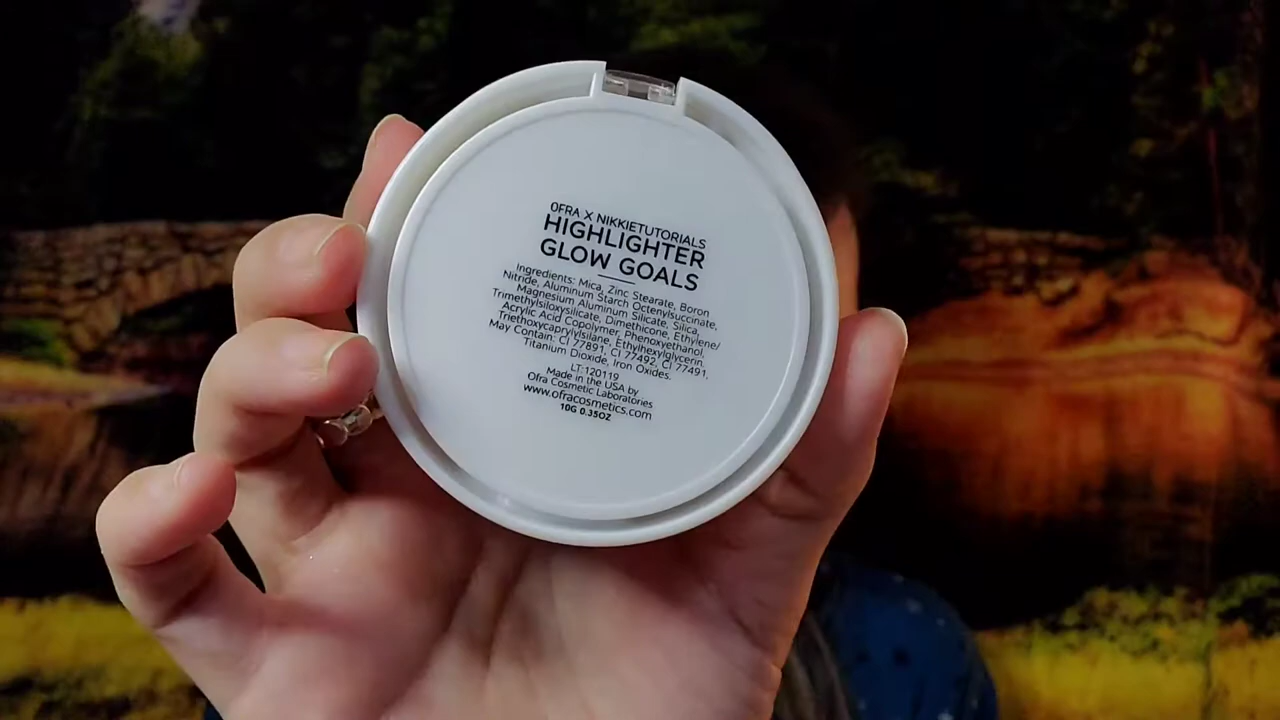 OFRA X NIKKIETUTORIALS
HIGHLIGHTER
GLOW GOALS
Ingredients: Mica, Zinc Stearate, Boron
Nitride, Aluminum Starch Octenylsuccinate,
Magnesium Aluminum Silicate, Silica,
Trimethylsiloxysilicate, Dimethicone, Ethylene/
Acrylic Acid Copolymer, Phenoxyethanol,
Triethoxycaprylylsilane, Ethylhexylglycerin.
May Contain: CI 77891, CI 77492, CI 77491,
Titanium Dioxide, Iron Oxides.
LT:120119
Made in the USA by
Ofra Cosmetic Laboratories
www.ofracosmetics.com
10G 0.35OZ